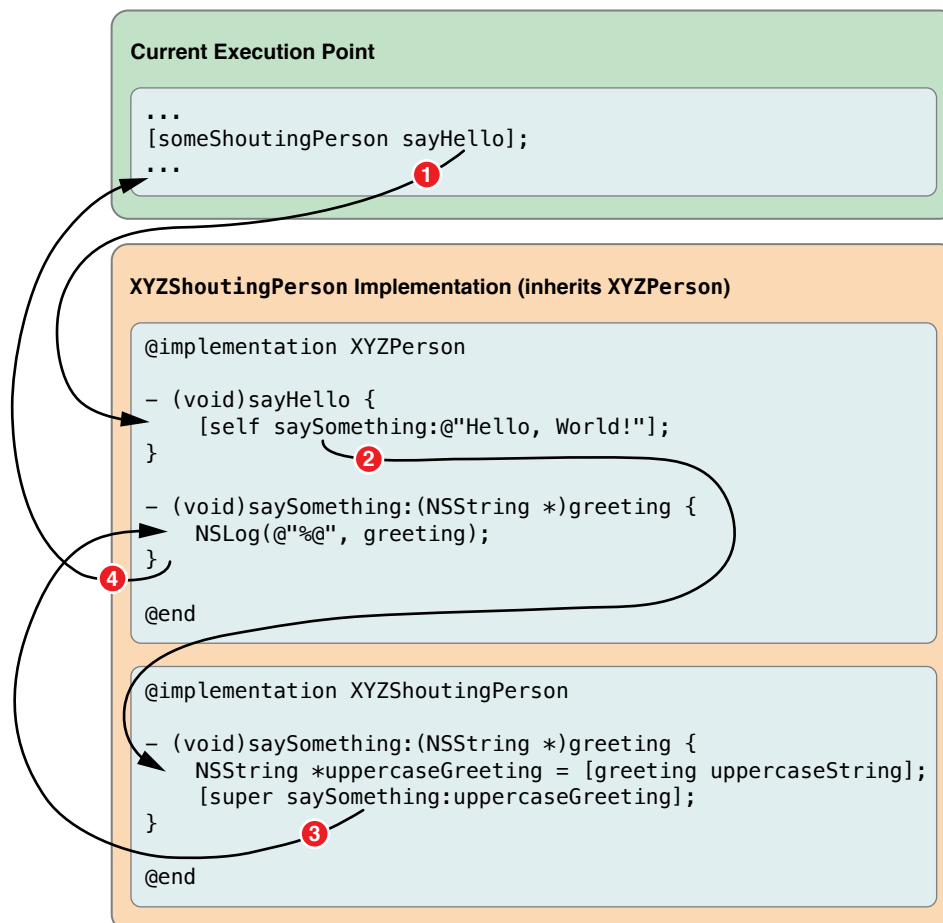 Current Execution Point
...
[someShoutingPerson sayHello];
...
1
XYZShoutingPerson Implementation (inherits XYZPerson)
@implementation XYZPerson
– (void)sayHello {
[self saySomething:@"Hello, World!"];
}
2
– (void)saySomething:(NSString *)greeting {
NSLog(@"%@", greeting);
}
4
@end
@implementation XYZShoutingPerson
– (void)saySomething:(NSString *)greeting {
NSString *uppercaseGreeting = [greeting uppercaseString];
[super saySomething:uppercaseGreeting];
}
3
@end